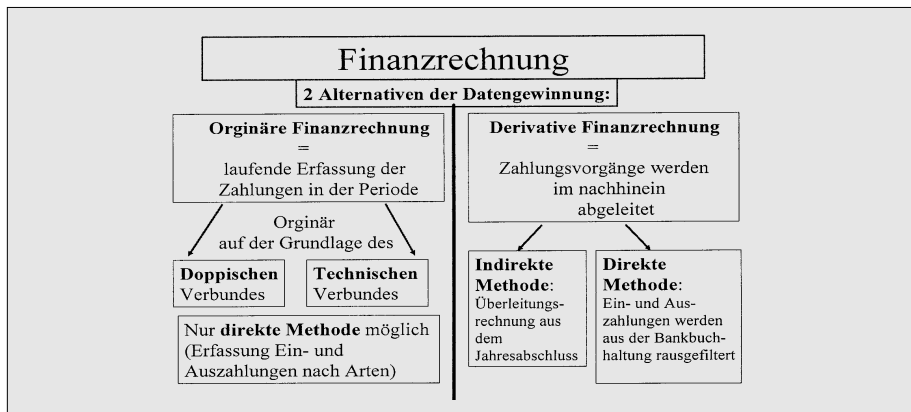 Finanzrechnung
2 Alternativen der Datengewinnung:
Orginäre Finanzrechnung
=
laufende Erfassung der
Zahlungen in der Periode
Orginär
auf der Grundlage des
Doppischen
Verbundes
Technischen
Verbundes
Nur direkte Methode möglich
(Erfassung Ein- und
Auszahlungen nach Arten)
Derivative Finanzrechnung
=
Zahlungsvorgänge werden
im nachhinein
abgeleitet
Indirekte
Methode:
Überleitungs-
rechnung aus
dem
Jahresabschluss
Direkte
Methode:
Ein- und Aus-
zahlungen werden
aus der Bankbuch-
haltung rausgefiltert